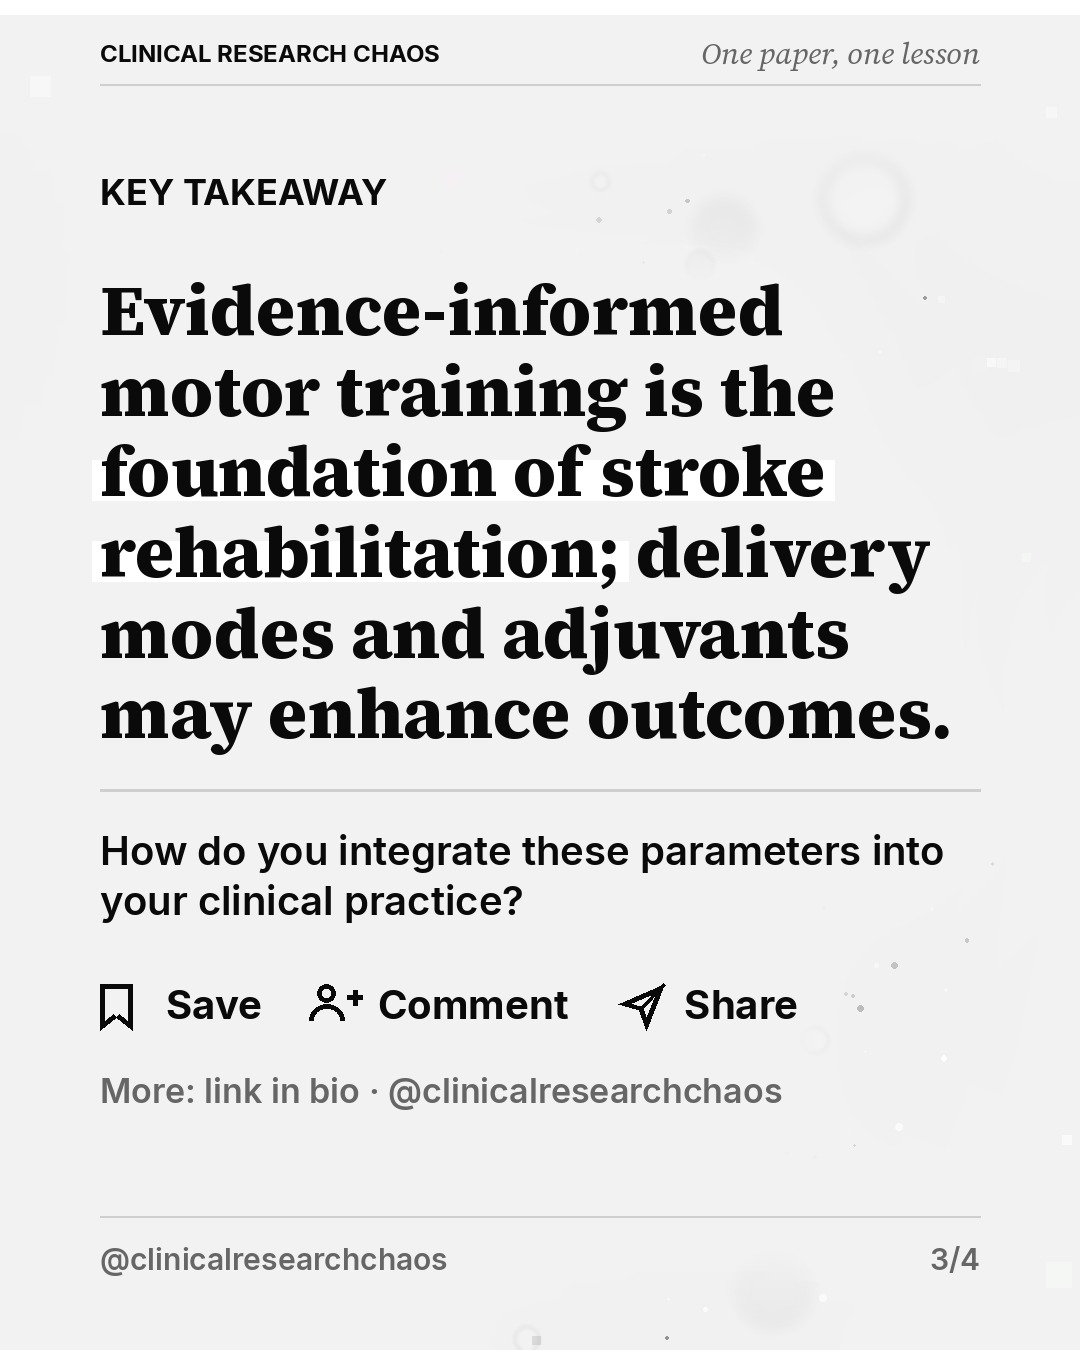 CLINICAL RESEARCH CHAOS
One paper, one lesson
KEY TAKEAWAY
Evidence-informed
motor training is the
foundation of stroke
rehabilitation; delivery
modes and adjuvants
may enhance outcomes.
How do you integrate these parameters into
your clinical practice?
Save Comment Share
More: link in bio · @clinicalresearchchaos
@clinicalresearchchaos
3/4